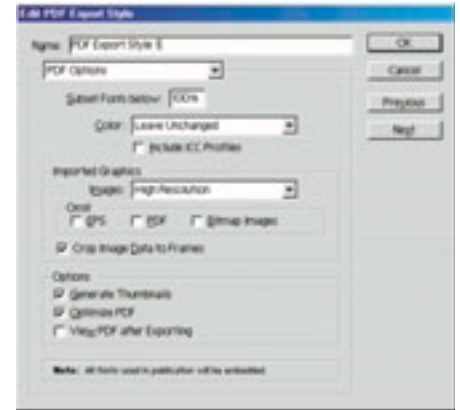 Edit PDF Export Style
Name: PDF Export Style 1
OK
PDF Options
Cancel
Subset Fonts below: 100%
Previous
Color: Leave Unchanged
Next
Include ICC Profiles
Imported Graphics
Images: High Resolution
Omit
EPS PDF Bitmap Images
Crop Image Data to Frames
Options
Generate Thumbnails
Optimize PDF
View PDF after Exporting
Note: All fonts used in publication will be embedded.